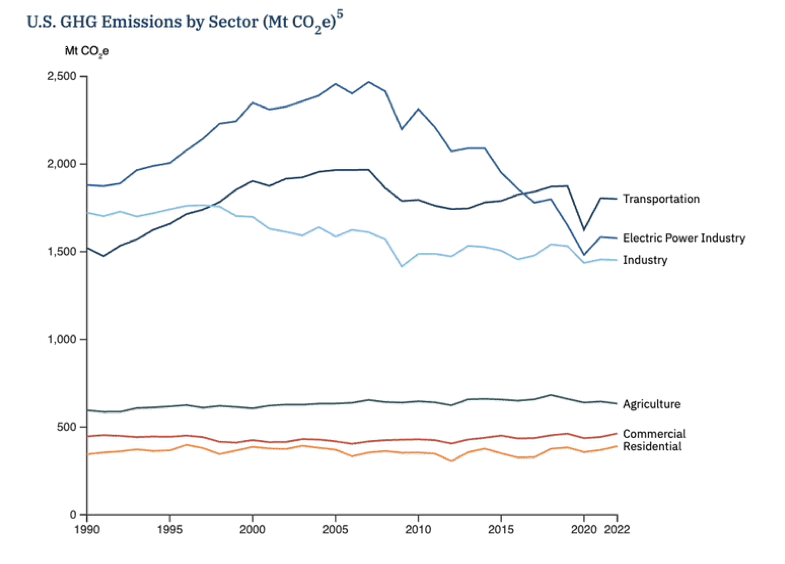 U.S. GHG Emissions by Sector (Mt CO₂e)⁵
Mt CO₂e
2,500
2,000
1,500
1,000
500
0
1990 1995 2000 2005 2010 2015 2020 2022
Transportation
Electric Power Industry
Industry
Agriculture
Commercial
Residential